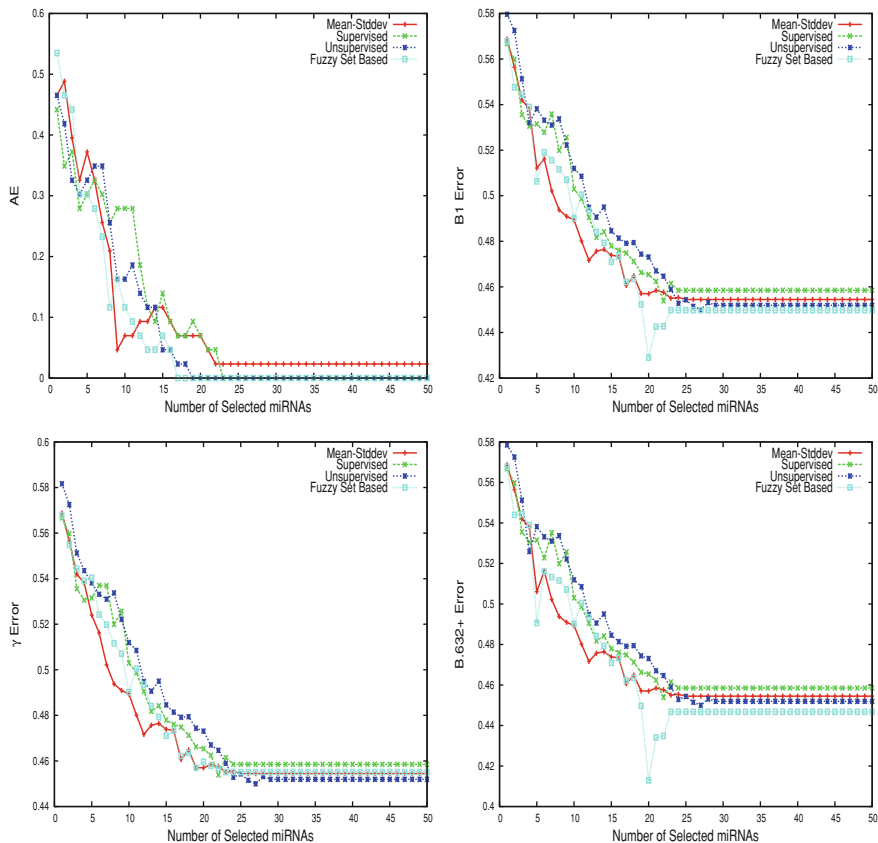 0.6
0.5
0.4
0.3
0.2
0.1
0
AE
0 5 10 15 20 25 30 35 40 45 50
Number of Selected miRNAs
Mean-Stddev
Supervised
Unsupervised
Fuzzy Set Based
0.58
0.56
0.54
0.52
0.5
0.48
0.46
0.44
0.42
B1 Error
0 5 10 15 20 25 30 35 40 45 50
Number of Selected miRNAs
Mean-Stddev
Supervised
Unsupervised
Fuzzy Set Based
0.6
0.58
0.56
0.54
0.52
0.5
0.48
0.46
0.44
γ Error
0 5 10 15 20 25 30 35 40 45 50
Number of Selected miRNAs
Mean-Stddev
Supervised
Unsupervised
Fuzzy Set Based
0.58
0.56
0.54
0.52
0.5
0.48
0.46
0.44
0.42
0.4
B.632+ Error
0 5 10 15 20 25 30 35 40 45 50
Number of Selected miRNAs
Mean-Stddev
Supervised
Unsupervised
Fuzzy Set Based